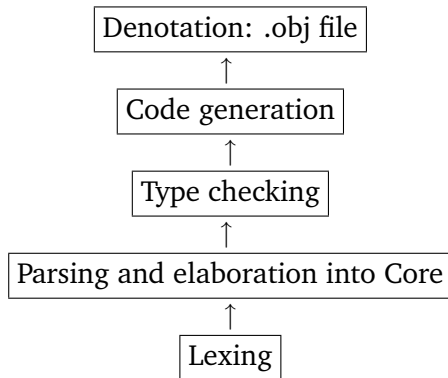 Denotation: .obj file
↑
Code generation
↑
Type checking
↑
Parsing and elaboration into Core
↑
Lexing